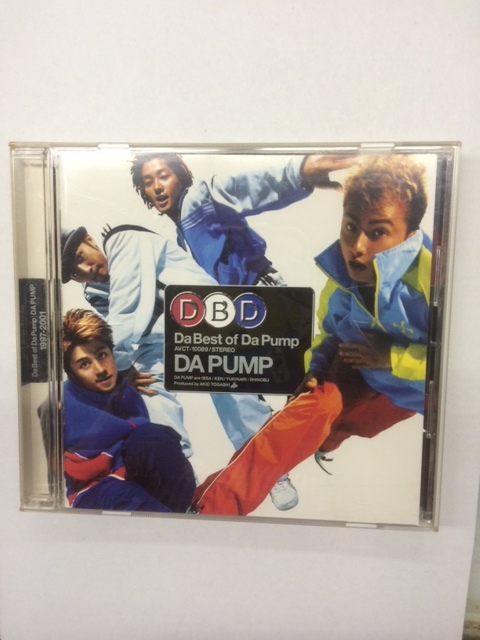 DBD
Da Best of Da Pump
AVCT-10089/STEREO
DA PUMP
DA PUMP are ISSA/KEN/YUKINARI/SHINOBU
Produced by AKIO TOGASHI
Da Best of Da Pump: DA PUMP
1997-2001